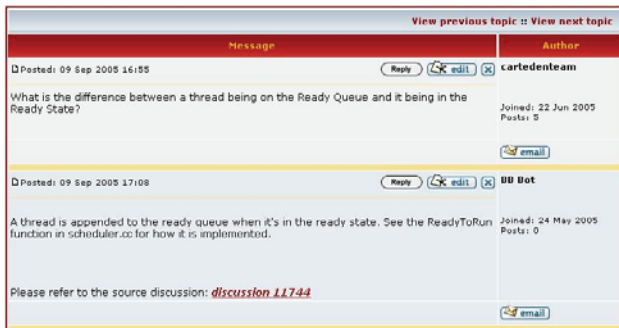 View previous topic :: View next topic
Message Author
Posted: 09 Sep 2005 16:55 Reply edit x cartedenteam
What is the difference between a thread being on the Ready Queue and it being in the
Ready State?
Joined: 22 Jun 2005
Posts: 5
email
Posted: 09 Sep 2005 17:08 Reply edit x BB Bot
A thread is appended to the ready queue when it's in the ready state. See the ReadyToRun
function in scheduler.cc for how it is implemented.
Joined: 24 May 2005
Posts: 0
Please refer to the source discussion: discussion 11744
email